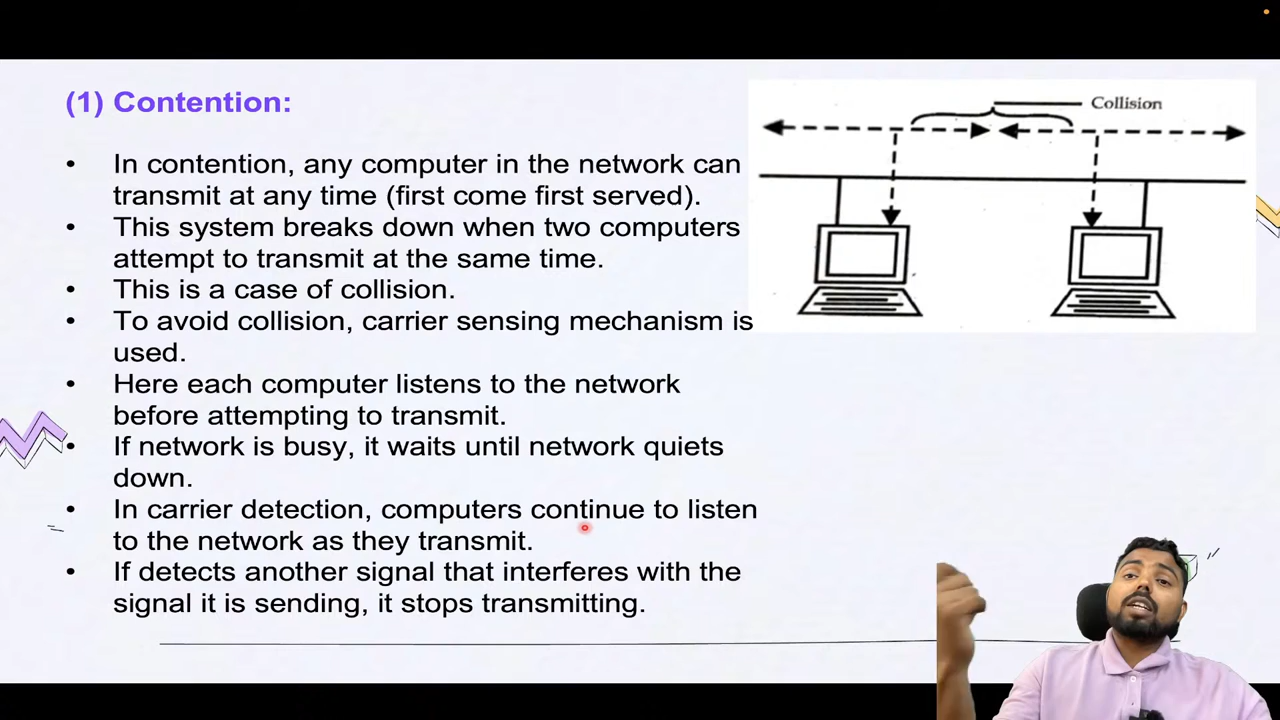 (1) Contention:
• In contention, any computer in the network can
transmit at any time (first come first served).
• This system breaks down when two computers
attempt to transmit at the same time.
• This is a case of collision.
• To avoid collision, carrier sensing mechanism is
used.
• Here each computer listens to the network
before attempting to transmit.
• If network is busy, it waits until network quiets
down.
• In carrier detection, computers continue to listen
to the network as they transmit.
• If detects another signal that interferes with the
signal it is sending, it stops transmitting.
Collision